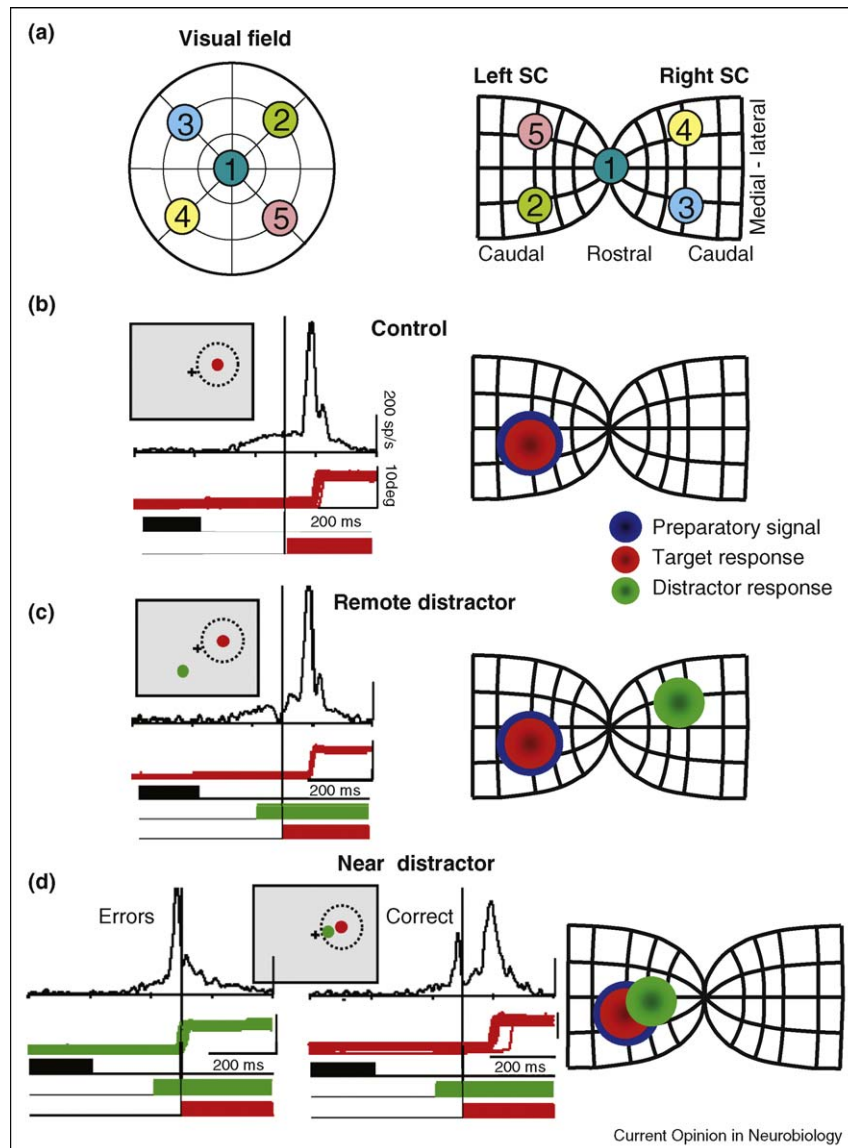 (a)
Visual field
1
2
3
4
5
Left SC
Right SC
5
4
1
2
3
Medial - lateral
Caudal
Rostral
Caudal
(b)
Control
200 sp/s
10deg
200 ms
Preparatory signal
Target response
Distractor response
(c)
Remote distractor
200 ms
Near distractor
(d)
Errors
Correct
200 ms
200 ms
Current Opinion in Neurobiology